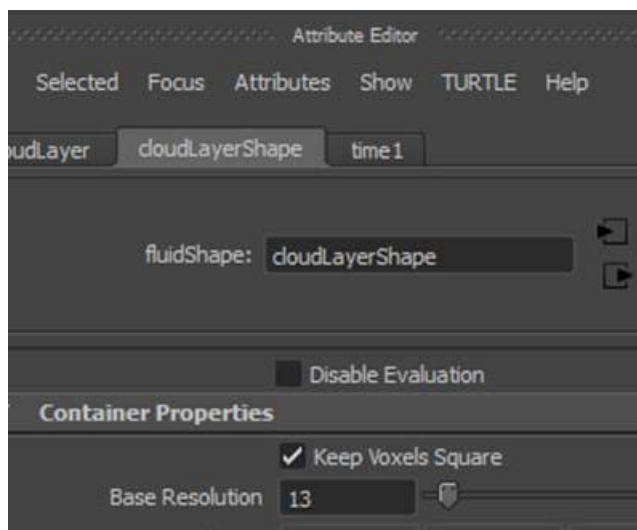 Attribute Editor
Selected Focus Attributes Show TURTLE Help
oudLayer cloudLayerShape time1
fluidShape: cloudLayerShape
Disable Evaluation
Container Properties
Keep Voxels Square
Base Resolution 13